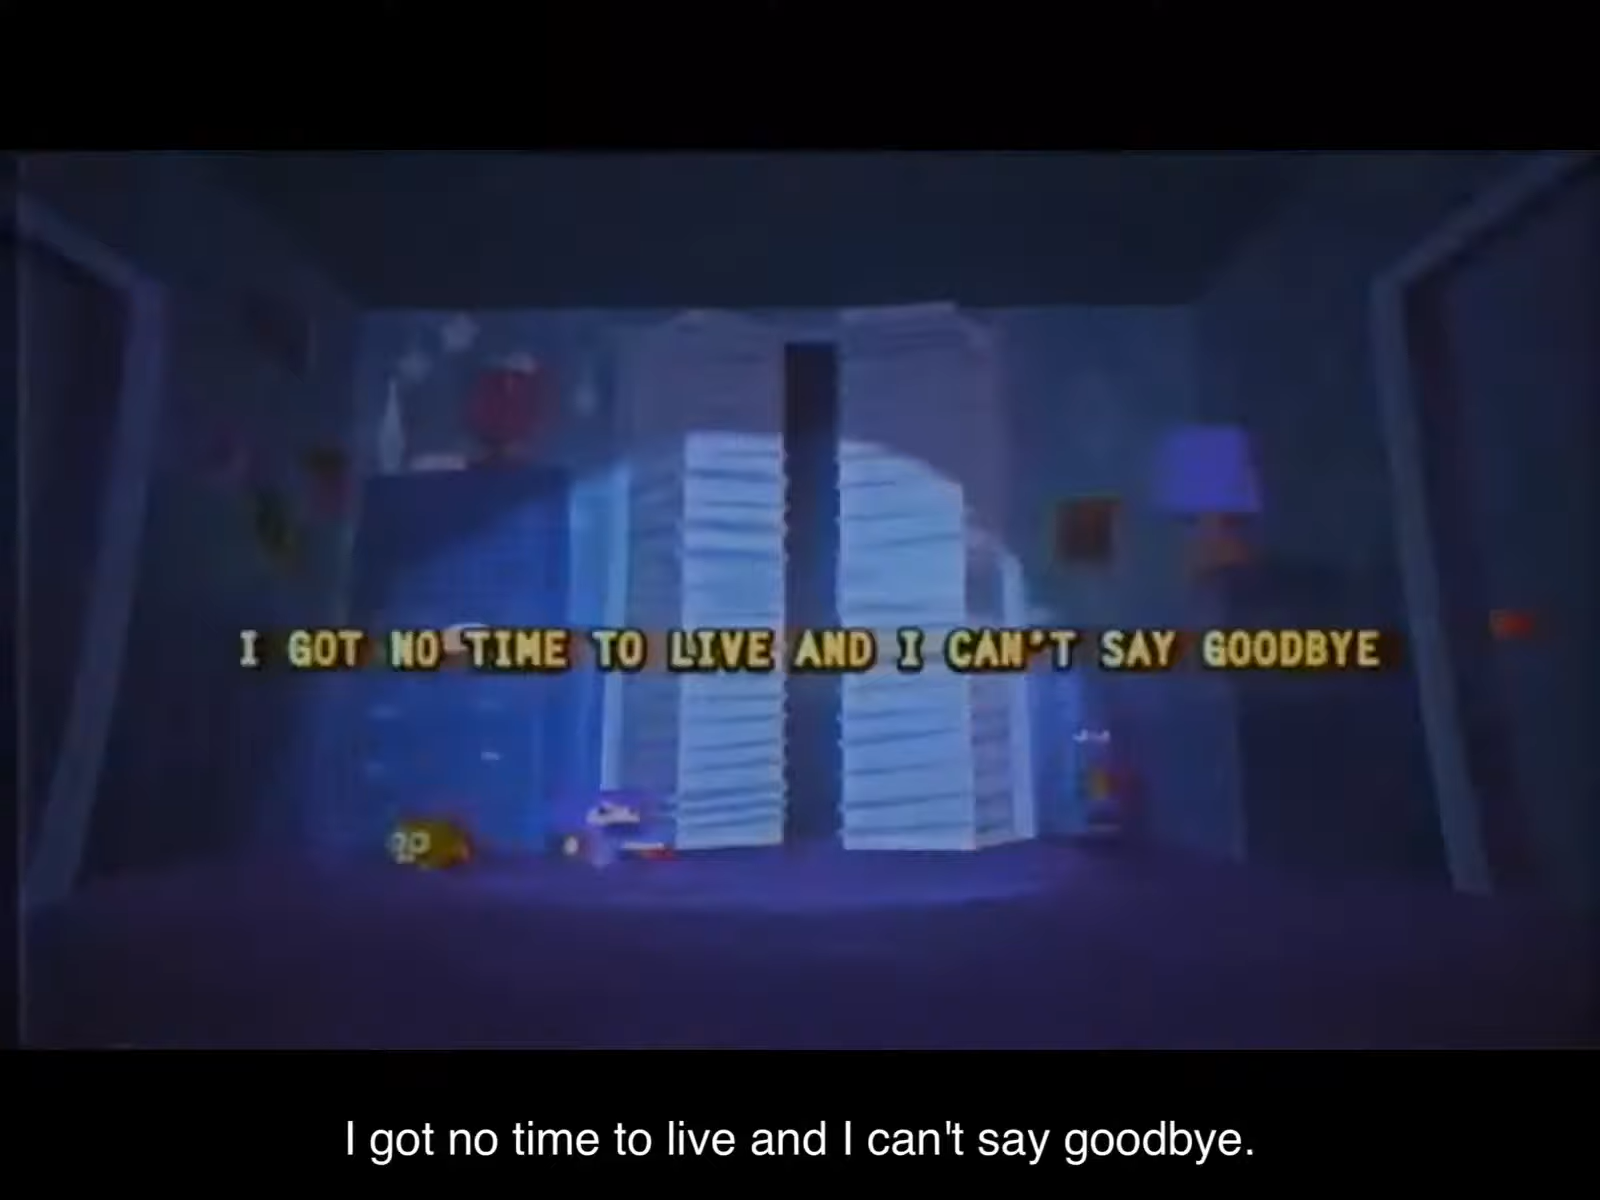 I GOT NO TIME TO LIVE AND I CAN'T SAY GOODBYE
I got no time to live and I can't say goodbye.